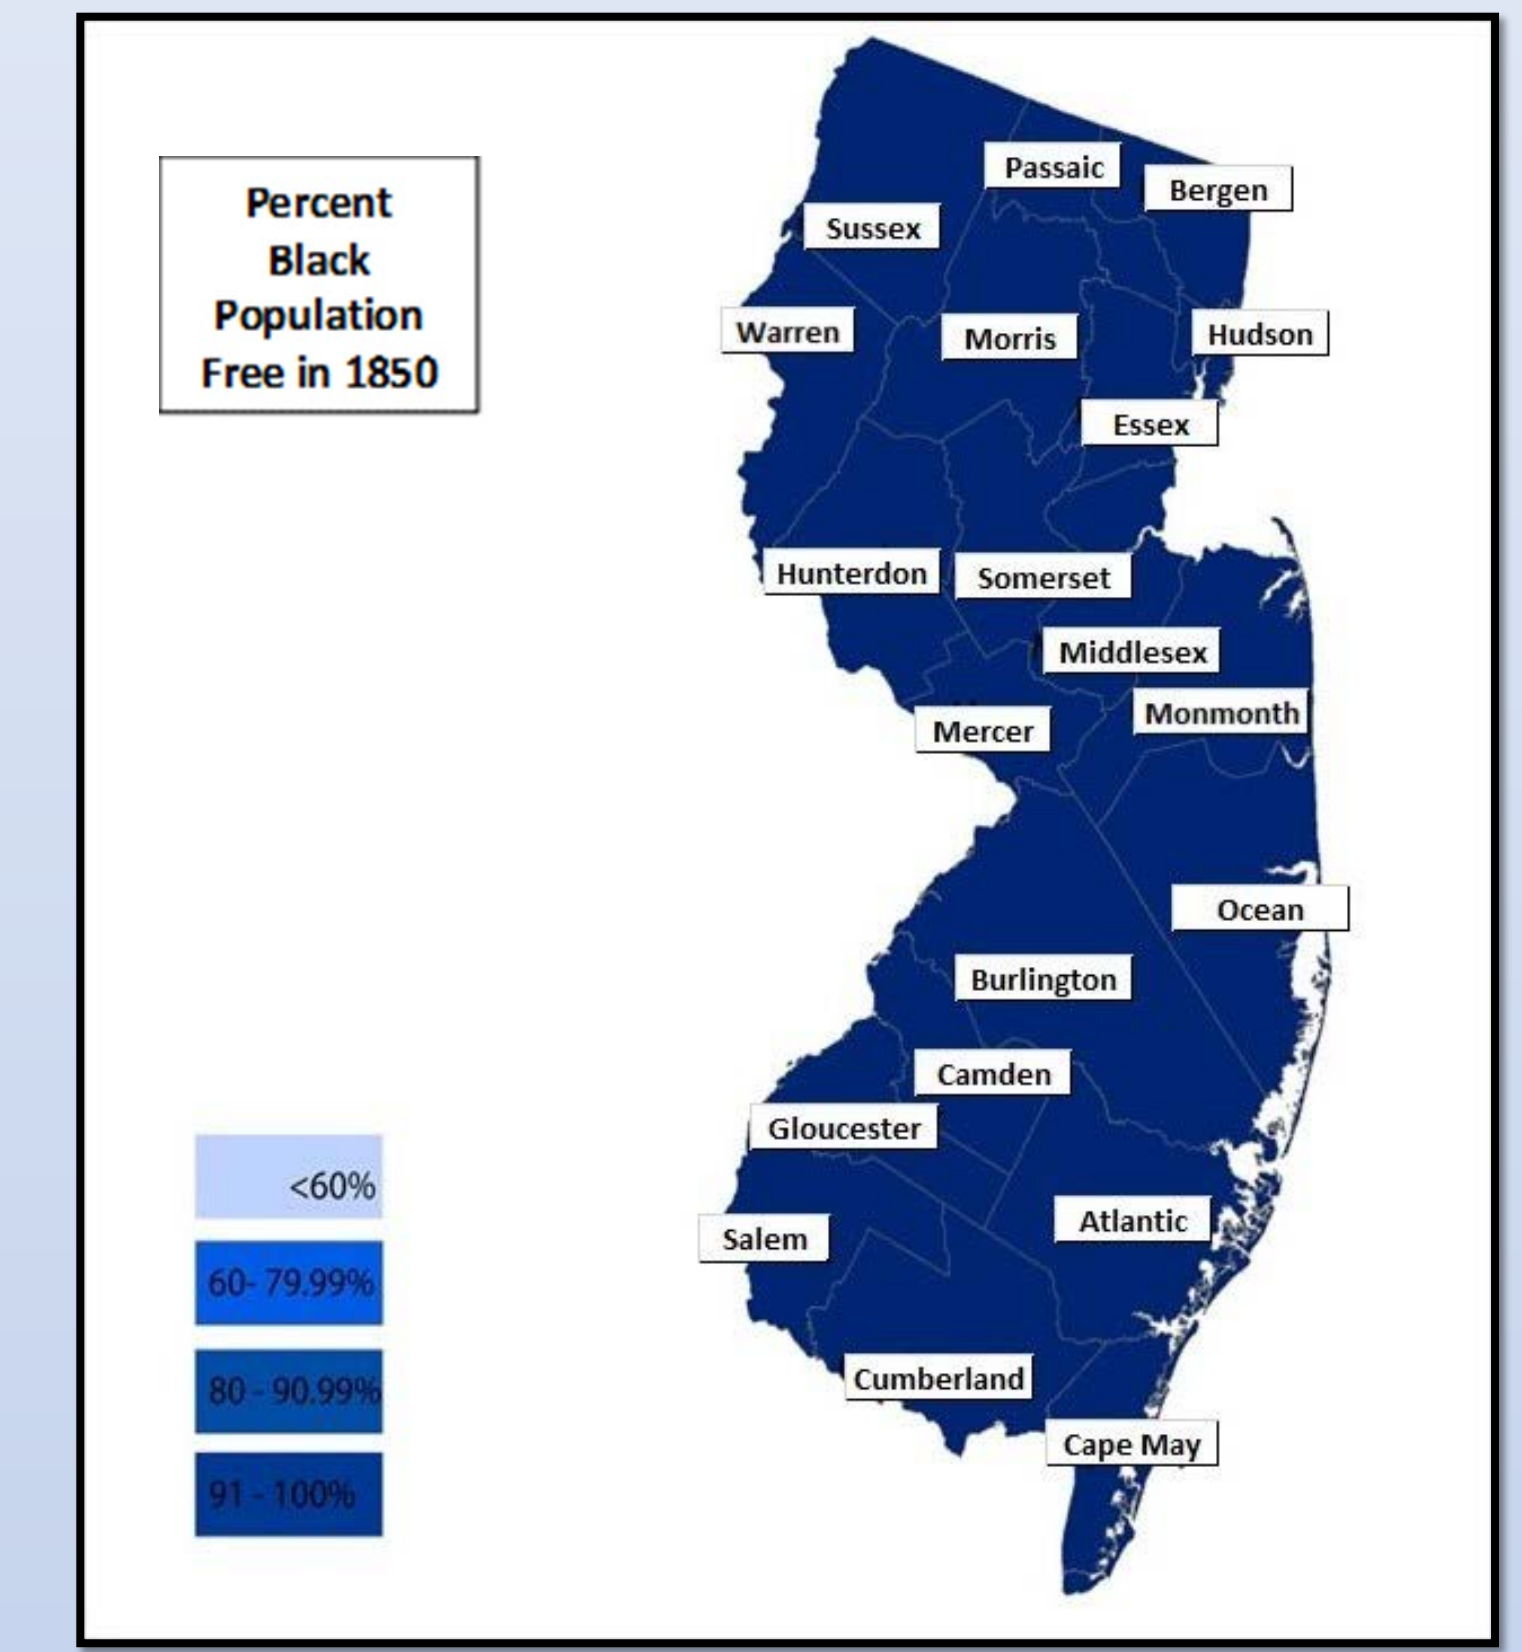 Percent
Black
Population
Free in 1850
Passaic
Bergen
Sussex
Warren
Morris
Hudson
Essex
Hunterdon
Somerset
Middlesex
Monmonth
Mercer
Ocean
Burlington
Camden
Gloucester
Atlantic
Salem
Cumberland
Cape May
<60%
60- 79.99%
80 - 90.99%
91 - 100%